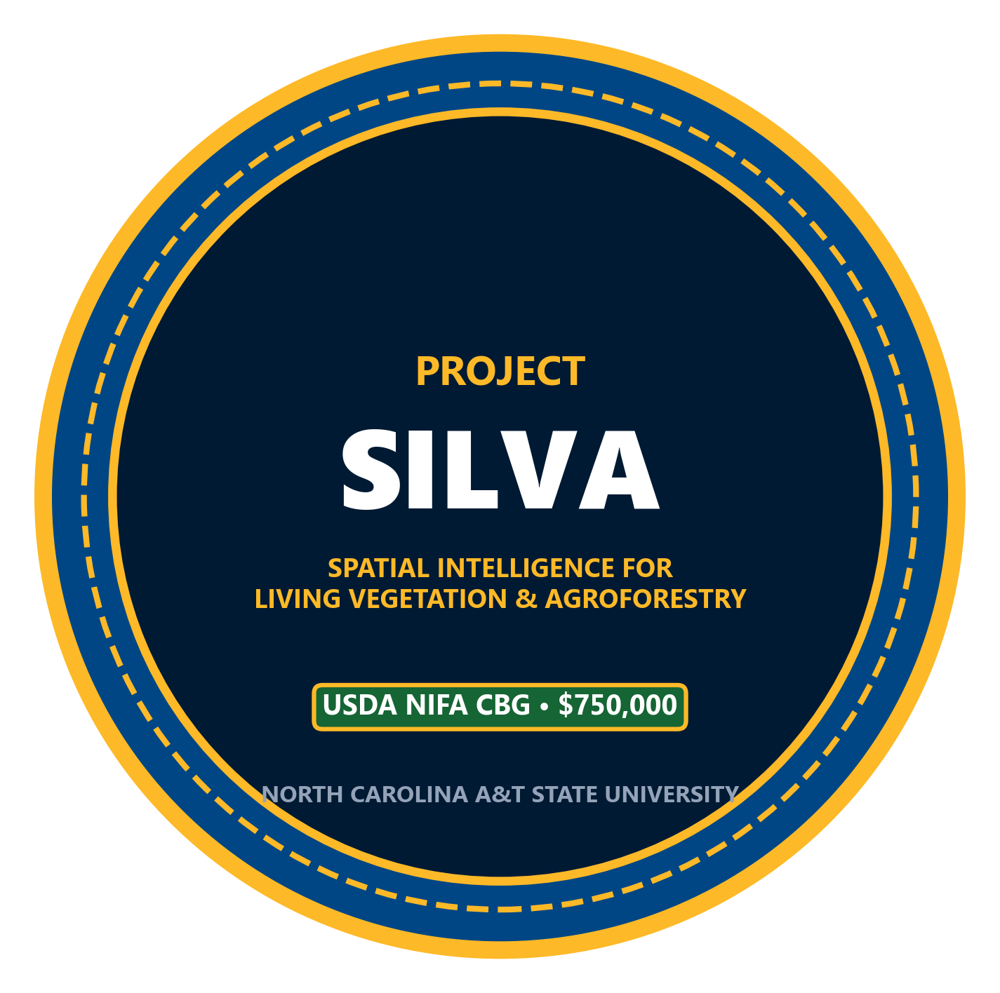 PROJECT
SILVA
SPATIAL INTELLIGENCE FOR
LIVING VEGETATION & AGROFORESTRY
USDA NIFA CBG • $750,000
NORTH CAROLINA A&T STATE UNIVERSITY